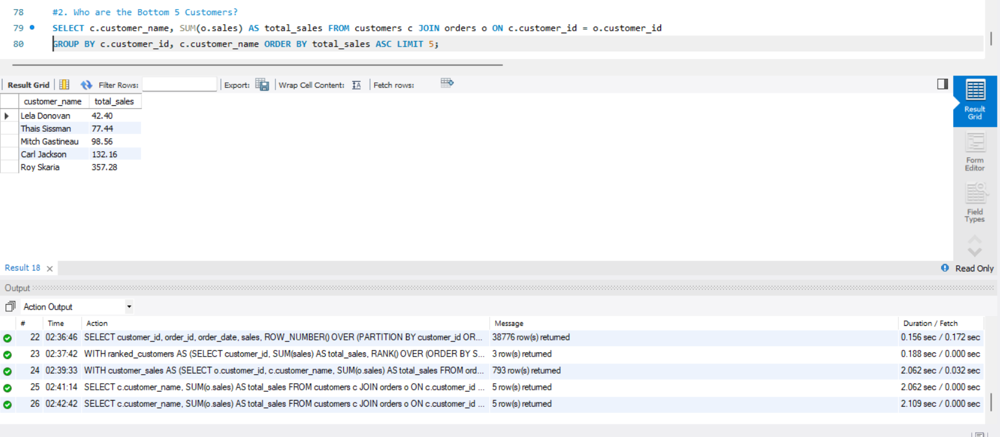 78 #2. Who are the Bottom 5 Customers?
79 SELECT c.customer_name, SUM(o.sales) AS total_sales FROM customers c JOIN orders o ON c.customer_id = o.customer_id
80 GROUP BY c.customer_id, c.customer_name ORDER BY total_sales ASC LIMIT 5;
Result Grid Filter Rows: Export: Wrap Cell Content: Fetch rows:
customer_name total_sales
Lela Donovan 42.40
Thais Sissman 77.44
Mitch Gastineau 98.56
Carl Jackson 132.16
Roy Skaria 357.28
Result
Grid
Form
Editor
Field
Types
Result 18 Read Only
Output
Action Output
# Time Action Message Duration / Fetch
22 02:36:46 SELECT customer_id, order_id, order_date, sales, ROW_NUMBER() OVER (PARTITION BY customer_id OR... 38776 row(s) returned 0.156 sec / 0.172 sec
23 02:37:42 WITH ranked_customers AS (SELECT customer_id, SUM(sales) AS total_sales, RANK() OVER (ORDER BY S... 3 row(s) returned 0.188 sec / 0.000 sec
24 02:39:33 WITH customer_sales AS (SELECT o.customer_id, c.customer_name, SUM(o.sales) AS total_sales FROM ord... 793 row(s) returned 2.062 sec / 0.032 sec
25 02:41:14 SELECT c.customer_name, SUM(o.sales) AS total_sales FROM customers c JOIN orders o ON c.customer_id ... 5 row(s) returned 2.062 sec / 0.000 sec
26 02:42:42 SELECT c.customer_name, SUM(o.sales) AS total_sales FROM customers c JOIN orders o ON c.customer_id ... 5 row(s) returned 2.109 sec / 0.000 sec